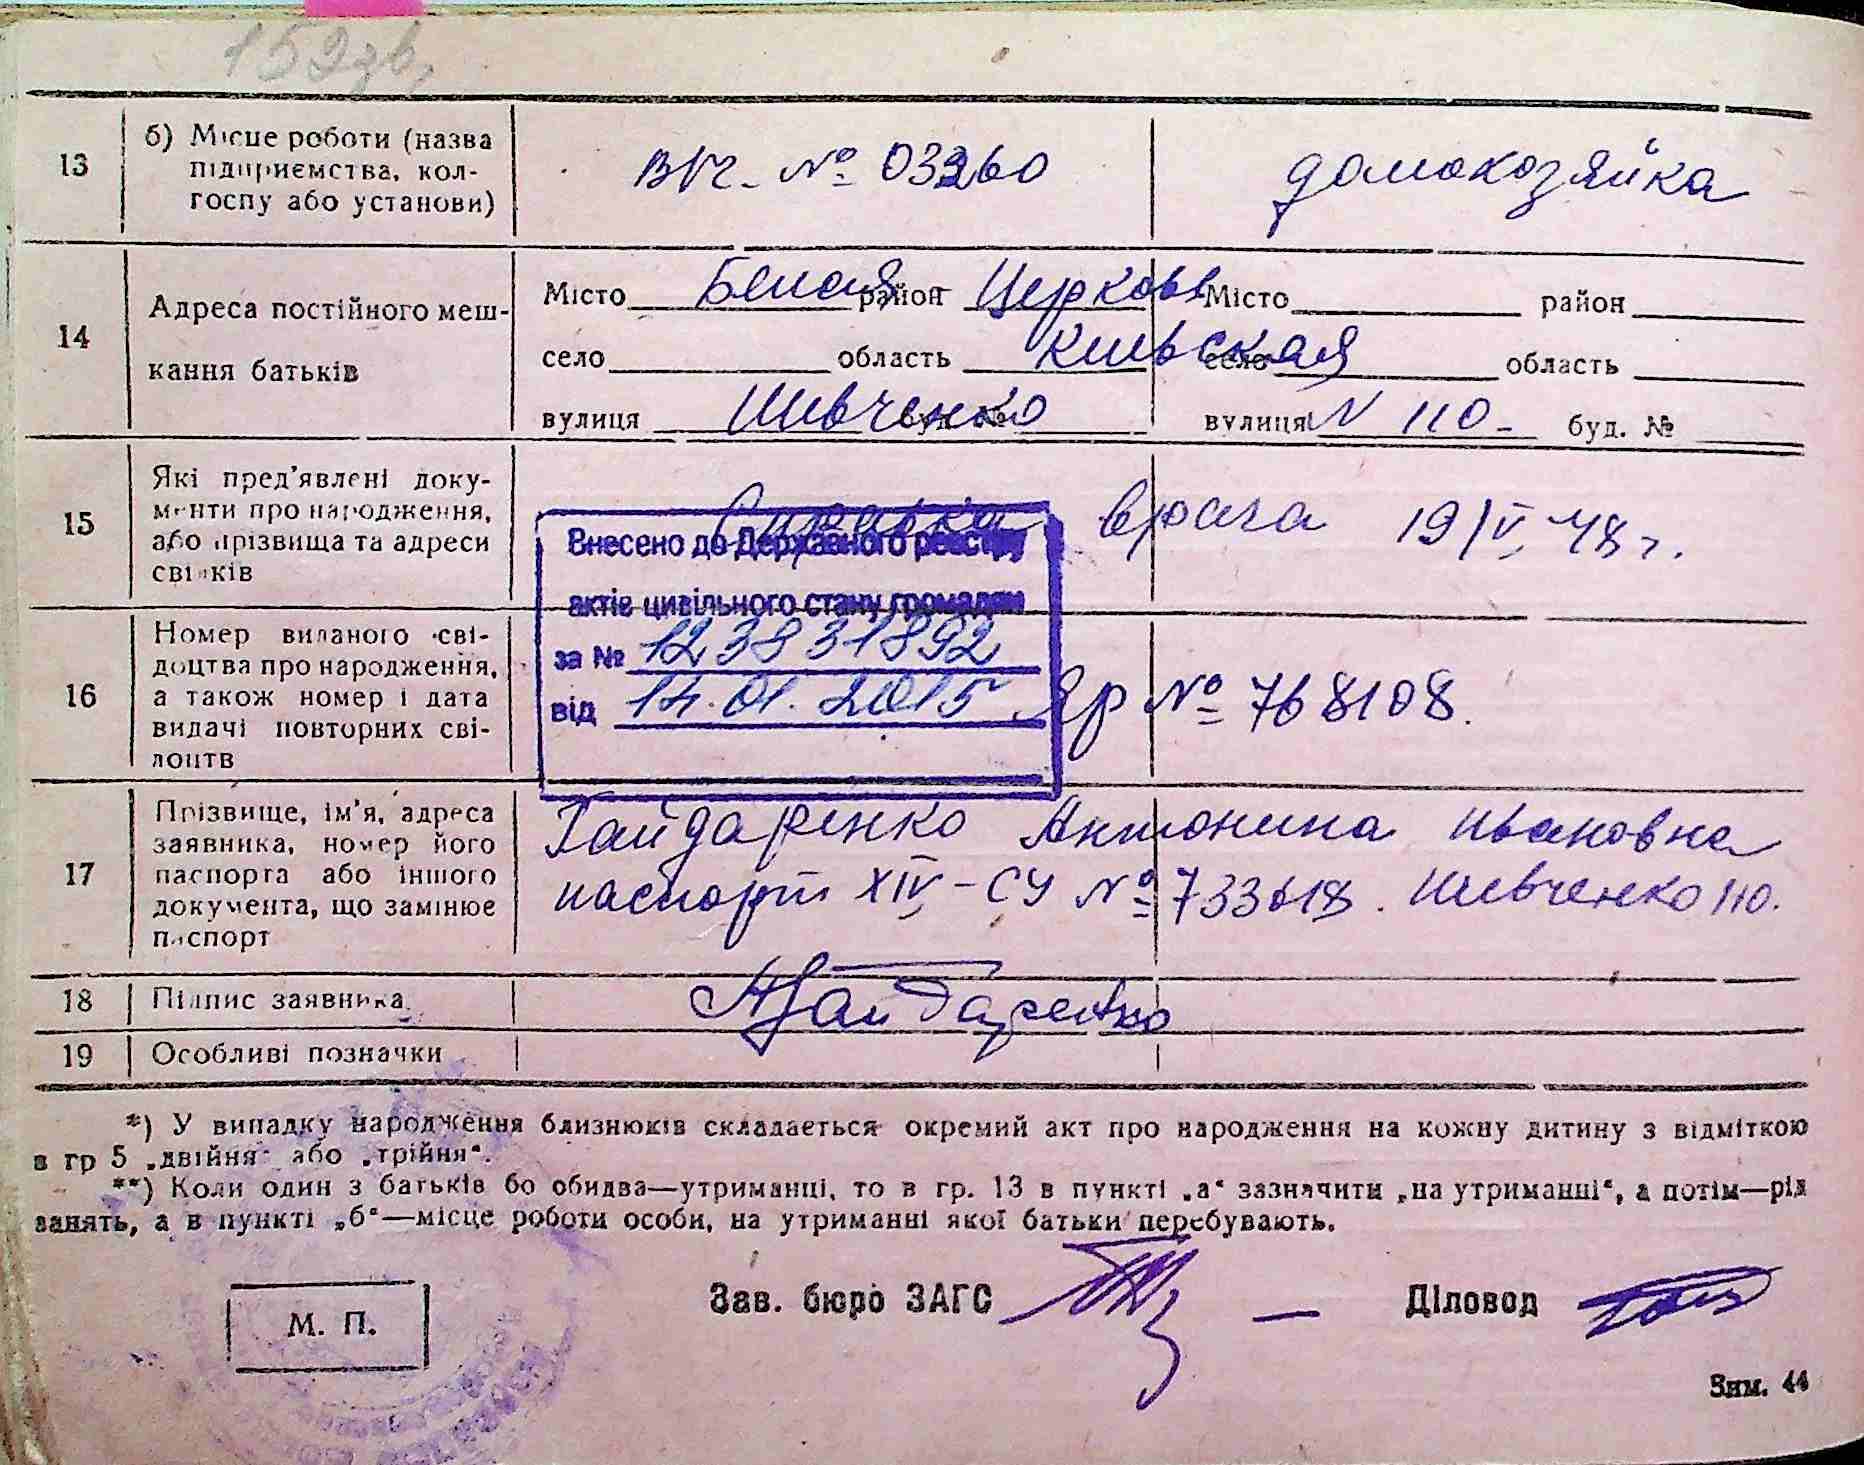 159зв.
13 б) Місце роботи (назва підприємства, колгоспу або установи)
в/ч. № 03960 домохозяйка
14 Адреса постійного мешкання батьків
Місто Белая район Церковь Місто район
село область Киевская село область
вулиця Шевченко буд. № вулиця N 110 - буд. №
15 Які пред'явлені документи про народження, або прізвища та адреси свідків
Справка врача 19/V 48 г.
Внесено до Державного реєстру
актів цивільного стану громадян
за № 123831892
від 14.01.2015
16 Номер виданого свідоцтва про народження, а також номер і дата видачі повторних свідоцтв
Яр № 768108.
17 Прізвище, ім'я, адреса заявника, номер його паспорта або іншого документа, що замінює паспорт
Гайдаренко Антонина Ивановна
паспорт XIV-СУ № 733618. Шевченко 110.
18 Підпис заявника
АГайдаренко
19 Особливі позначки
*) У випадку народження близнюків складається окремий акт про народження на кожну дитину з відміткою
в гр 5 „двійня" або „трійня".
**) Коли один з батьків бо обидва—утриманці, то в гр. 13 в пункті „а" зазначити „на утриманні", а потім—рід
занять, а в пункті „б"—місце роботи особи, на утриманні якої батьки перебувають.
М. П.
Зав. бюро ЗАГС
Діловод
Зам. 44